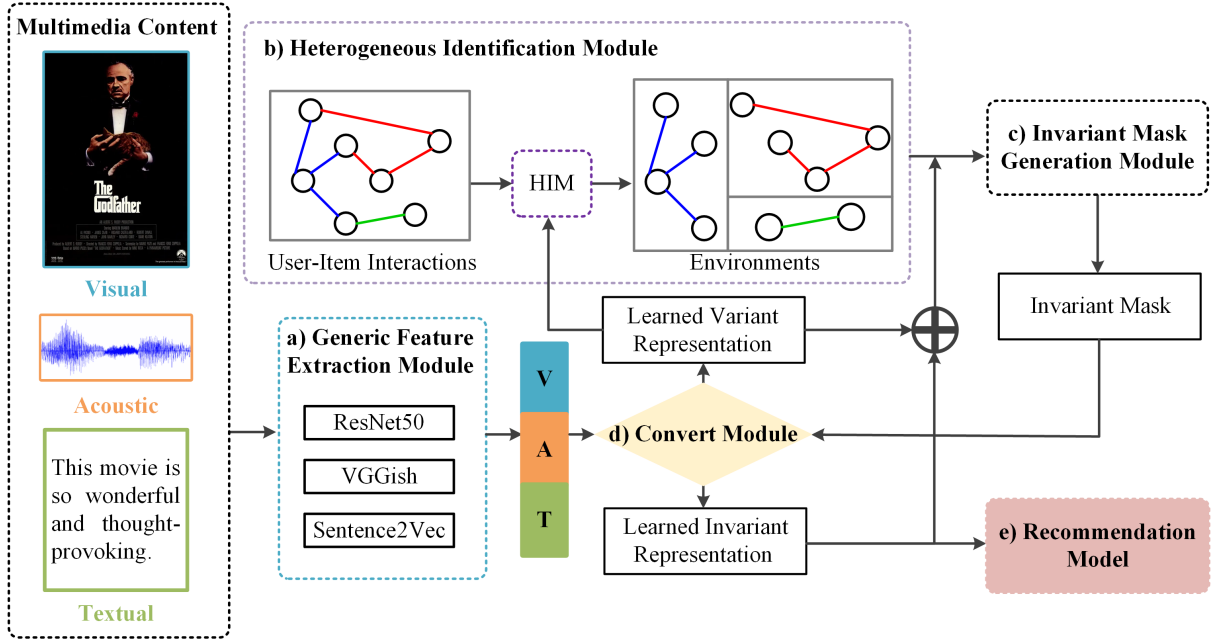 Multimedia Content
The
Godfather
Visual
Acoustic
This movie is
so wonderful
and thought-
provoking.
Textual
b) Heterogeneous Identification Module
User-Item Interactions
HIM
Environments
a) Generic Feature
Extraction Module
ResNet50
VGGish
Sentence2Vec
V
A
T
Learned Variant
Representation
d) Convert Module
Learned Invariant
Representation
c) Invariant Mask
Generation Module
Invariant Mask
e) Recommendation
Model